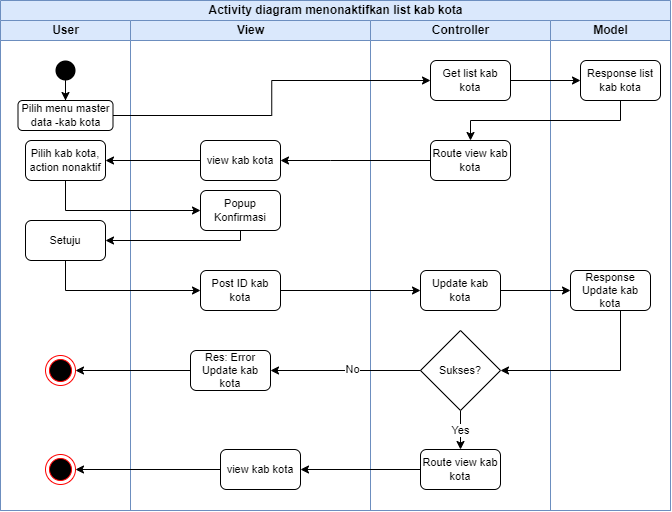 Activity diagram menonaktifkan list kab kota
User
View
Controller
Model
Get list kab
kota
Response list
kab kota
Pilih menu master
data -kab kota
Pilih kab kota,
action nonaktif
view kab kota
Route view kab
kota
Popup
Konfirmasi
Setuju
Post ID kab
kota
Update kab
kota
Response
Update kab
kota
Res: Error
Update kab
kota
No
Sukses?
Yes
view kab kota
Route view kab
kota